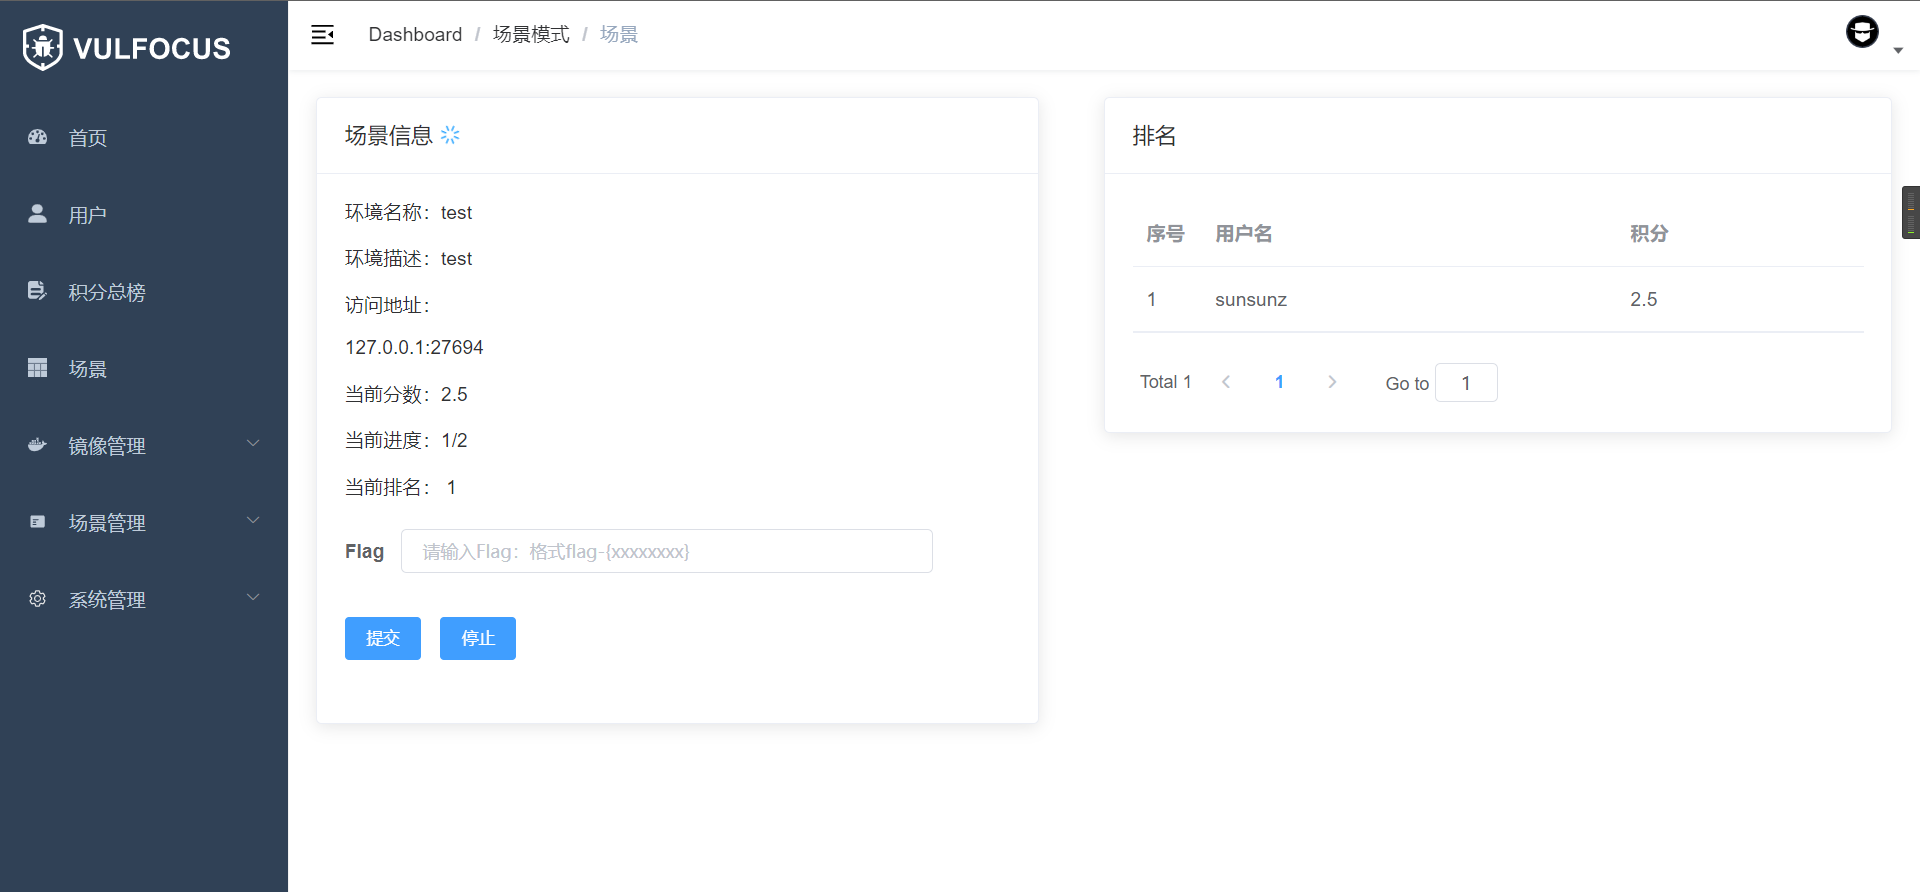 VULFOCUS
首页
用户
积分总榜
场景
镜像管理
场景管理
系统管理
Dashboard / 场景模式 / 场景
场景信息
环境名称：test
环境描述：test
访问地址：
127.0.0.1:27694
当前分数：2.5
当前进度：1/2
当前排名： 1
Flag 请输入Flag：格式flag-{xxxxxxxx}
提交 停止
排名
序号 用户名 积分
1 sunsunz 2.5
Total 1 1 Go to 1